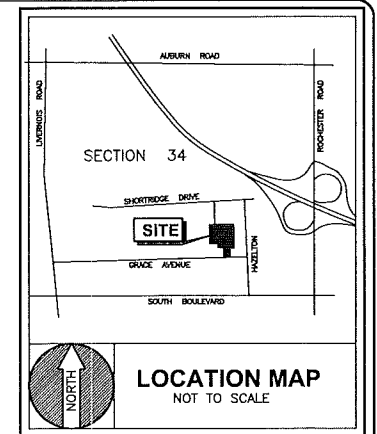 AUBURN ROAD
LIVERNOIS ROAD
ROCHESTER ROAD
SECTION 34
SHORTRIDGE DRIVE
SITE
HAZELTON
GRACE AVENUE
SOUTH BOULEVARD
NORTH
LOCATION MAP
NOT TO SCALE